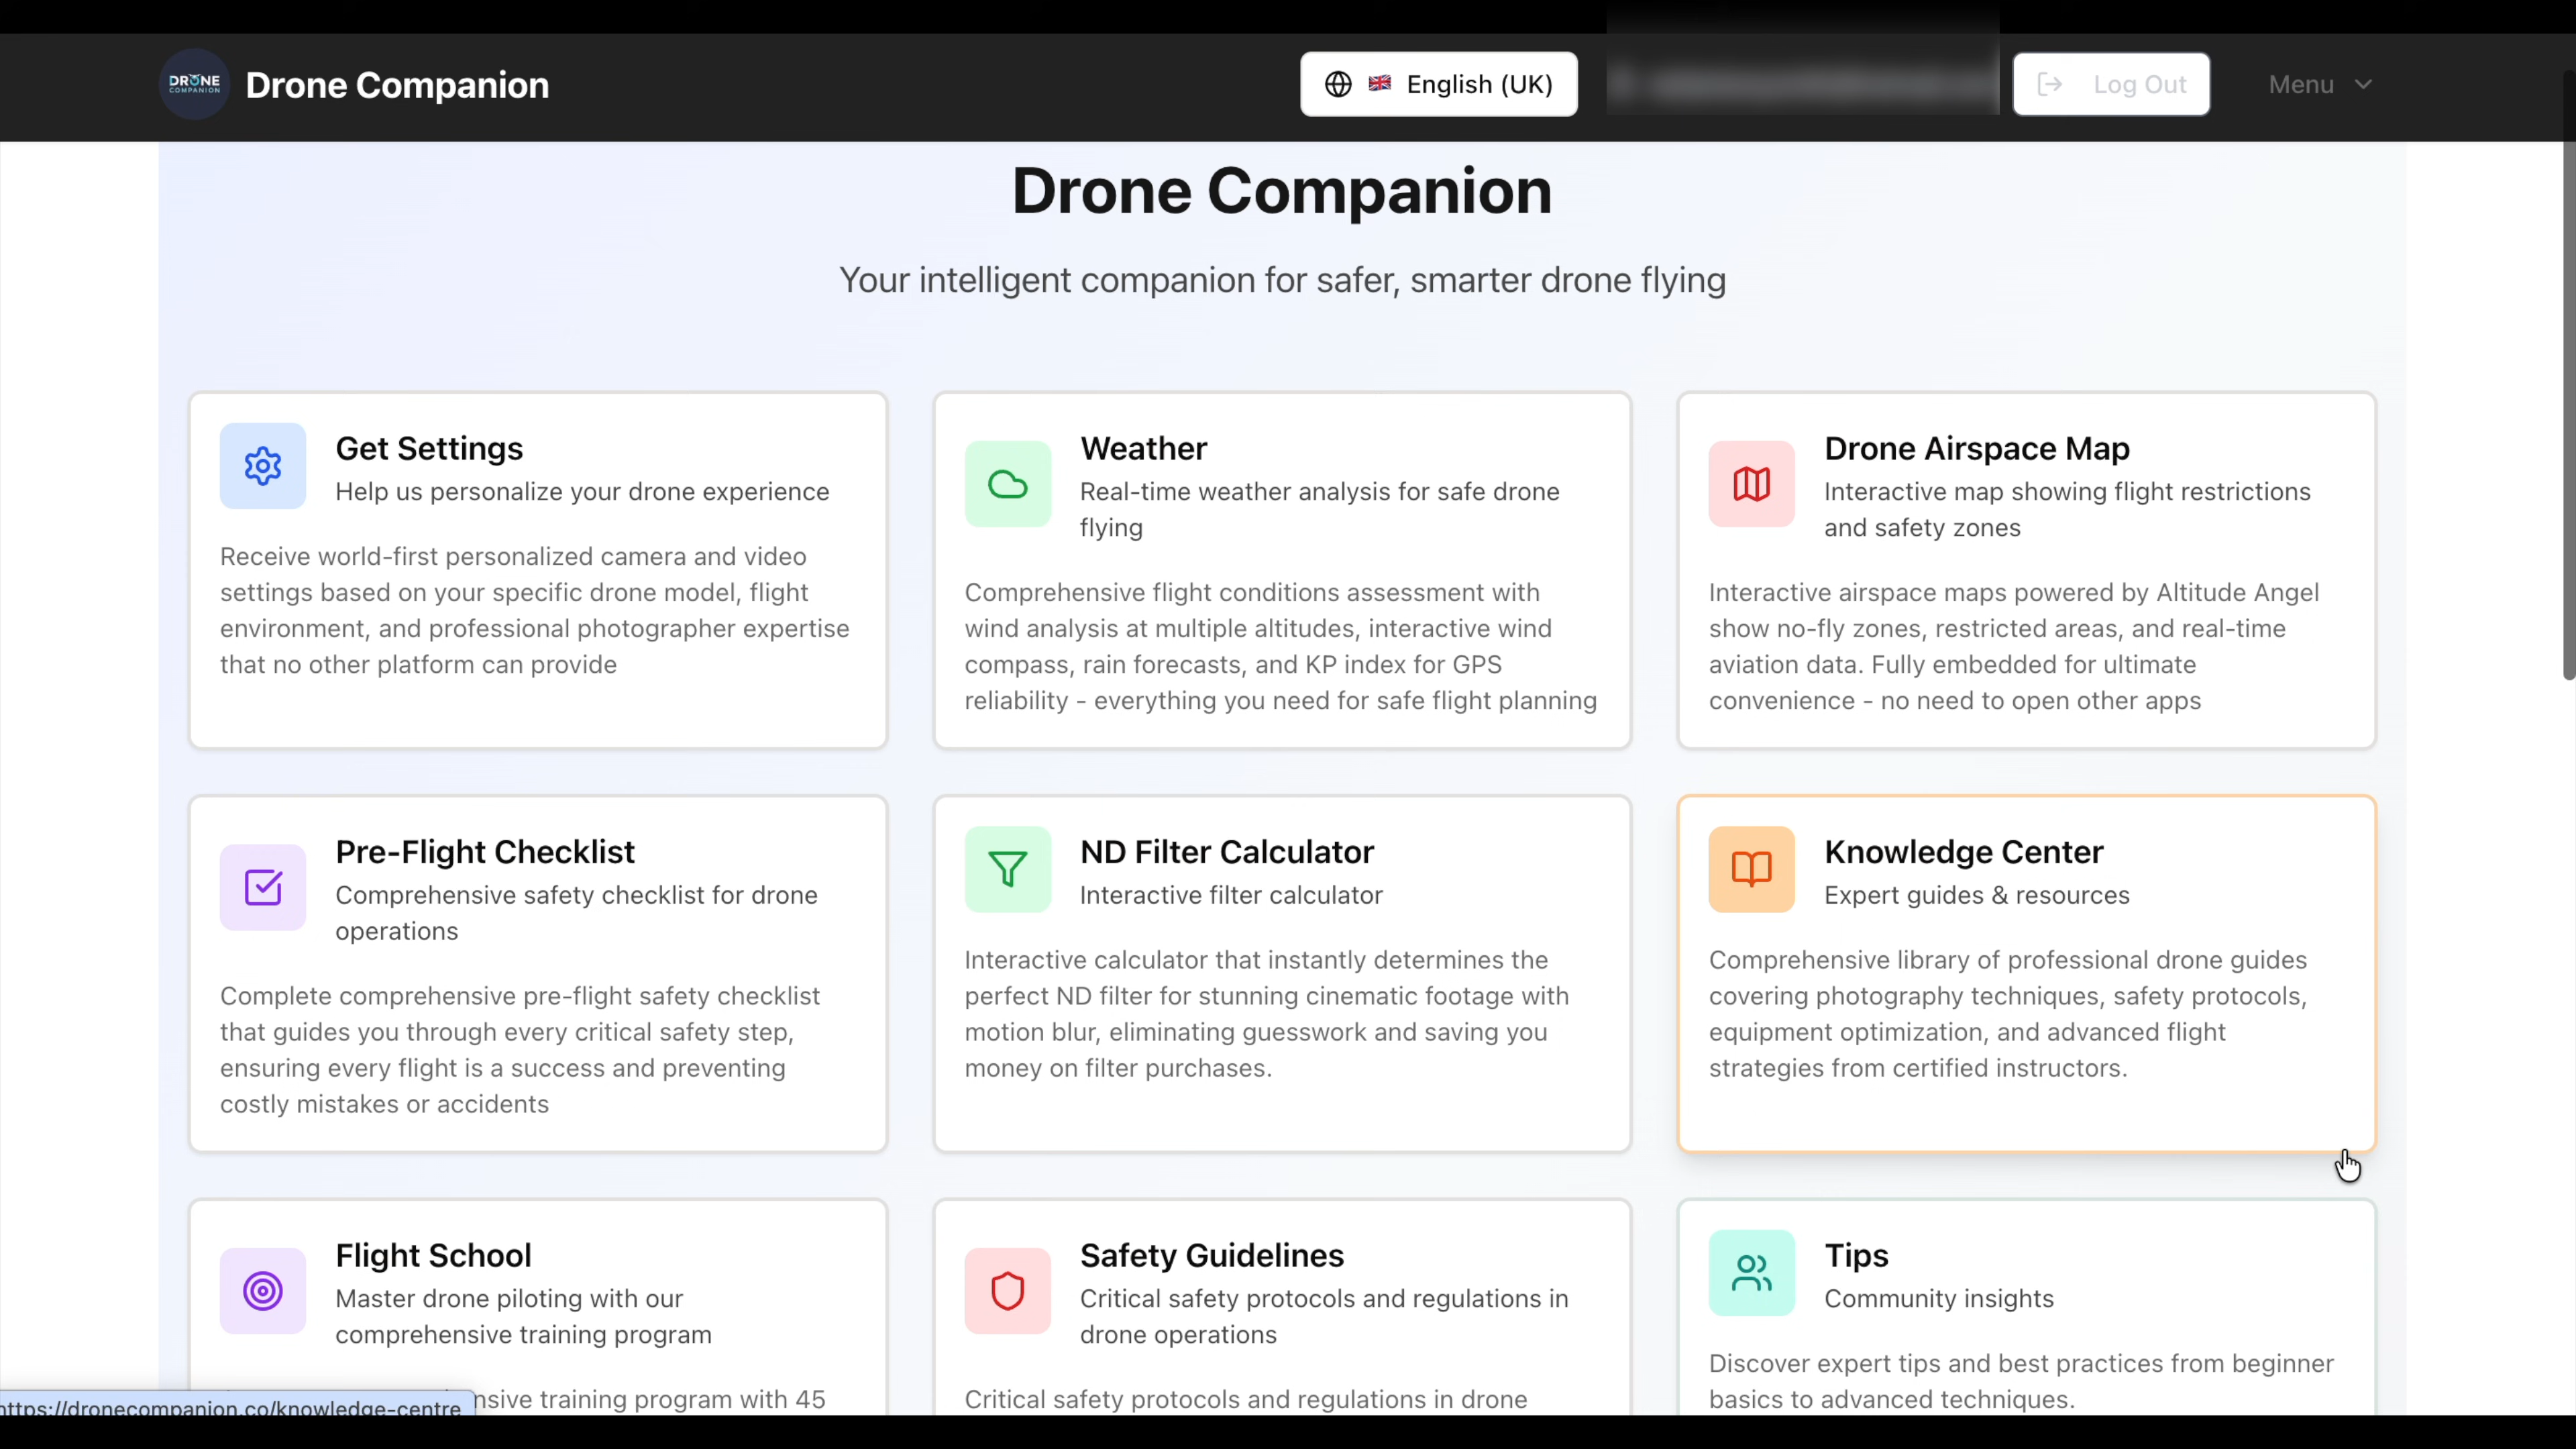 DRONE
COMPANION
Drone Companion
English (UK)
Log Out
Menu
Drone Companion
Your intelligent companion for safer, smarter drone flying
Get Settings
Help us personalize your drone experience
Receive world-first personalized camera and video
settings based on your specific drone model, flight
environment, and professional photographer expertise
that no other platform can provide
Weather
Real-time weather analysis for safe drone
flying
Comprehensive flight conditions assessment with
wind analysis at multiple altitudes, interactive wind
compass, rain forecasts, and KP index for GPS
reliability - everything you need for safe flight planning
Drone Airspace Map
Interactive map showing flight restrictions
and safety zones
Interactive airspace maps powered by Altitude Angel
show no-fly zones, restricted areas, and real-time
aviation data. Fully embedded for ultimate
convenience - no need to open other apps
Pre-Flight Checklist
Comprehensive safety checklist for drone
operations
Complete comprehensive pre-flight safety checklist
that guides you through every critical safety step,
ensuring every flight is a success and preventing
costly mistakes or accidents
ND Filter Calculator
Interactive filter calculator
Interactive calculator that instantly determines the
perfect ND filter for stunning cinematic footage with
motion blur, eliminating guesswork and saving you
money on filter purchases.
Knowledge Center
Expert guides & resources
Comprehensive library of professional drone guides
covering photography techniques, safety protocols,
equipment optimization, and advanced flight
strategies from certified instructors.
Flight School
Master drone piloting with our
comprehensive training program
training program with 45
Safety Guidelines
Critical safety protocols and regulations in
drone operations
Critical safety protocols and regulations in drone
Tips
Community insights
Discover expert tips and best practices from beginner
basics to advanced techniques.
https://dronecompanion.co/knowledge-centre